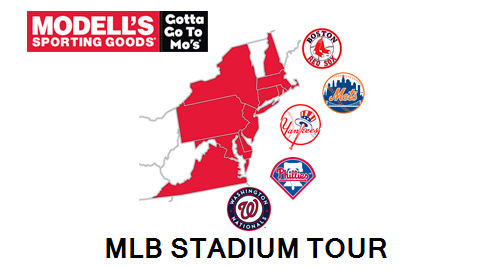 MODELL'S
SPORTING GOODS
Gotta
Go To
Mo's
BOSTON
RED SOX
Mets
Yankees
Phillies
WASHINGTON
W
NATIONALS
MLB STADIUM TOUR